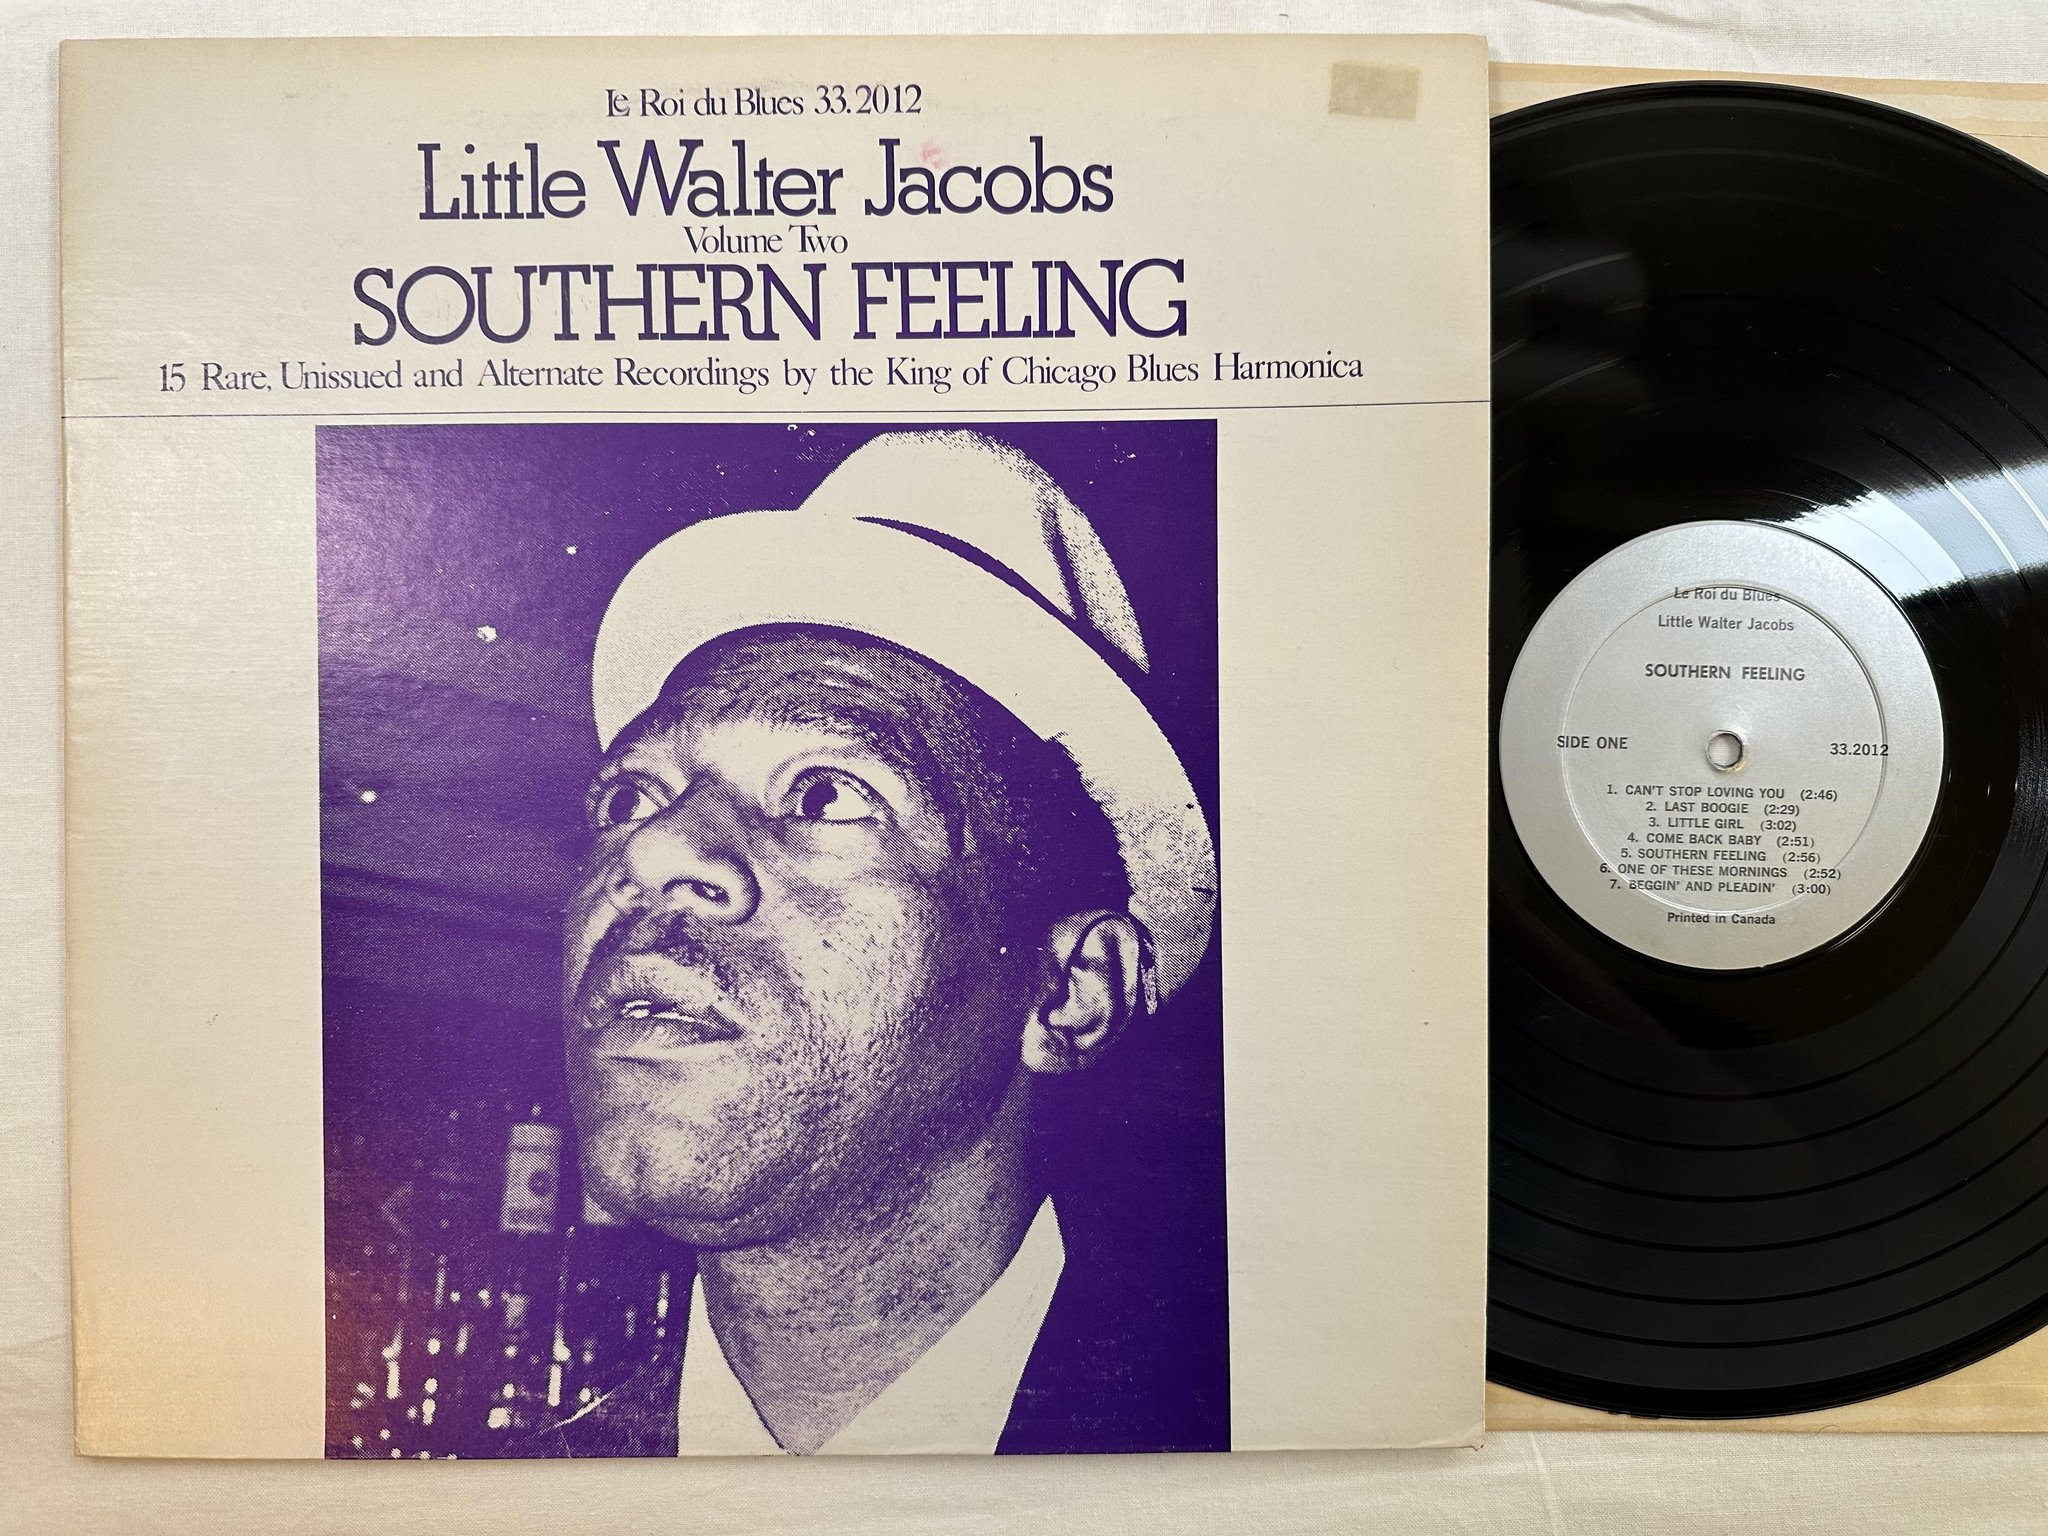 Le Roi du Blues 33.2012
Little Walter Jacobs
Volume Two
SOUTHERN FEELING
15 Rare, Unissued and Alternate Recordings by the King of Chicago Blues Harmonica
Le Roi du Blues
Little Walter Jacobs
SOUTHERN FEELING
SIDE ONE
33.2012
1. CAN'T STOP LOVING YOU (2:46)
2. LAST BOOGIE (2:29)
3. LITTLE GIRL (3:02)
4. COME BACK BABY (2:51)
5. SOUTHERN FEELING (2:56)
6. ONE OF THESE MORNINGS (2:52)
7. BEGGIN' AND PLEADIN' (3:00)
Printed in Canada